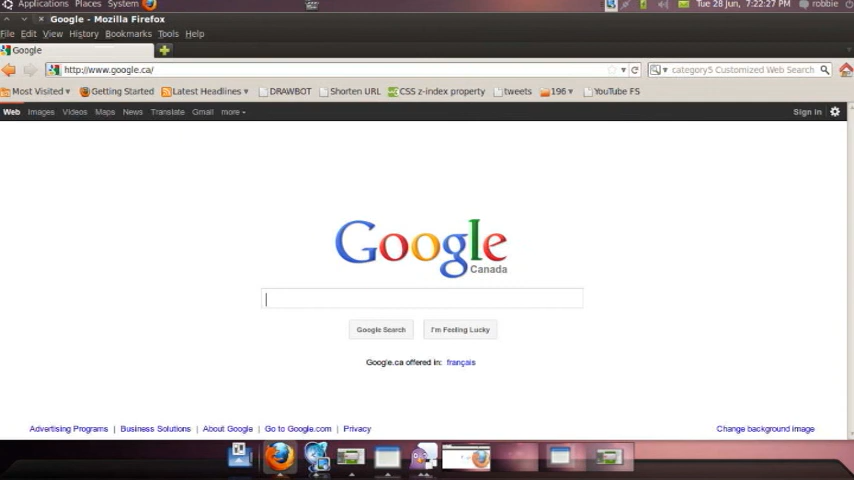 Applications Places System Tue 28 Jun, 7:22:27 PM robbie
Google - Mozilla Firefox
File Edit View History Bookmarks Tools Help
Google
http://www.google.ca/ category5 Customized Web Search
Most Visited Getting Started Latest Headlines DRAWBOT Shorten URL CSS z-index property tweets 196 YouTube FS
Web Images Videos Maps News Translate Gmail more Sign in
Google
Canada
Google Search I'm Feeling Lucky
Google.ca offered in: français
Advertising Programs Business Solutions About Google Go to Google.com Privacy Change background image